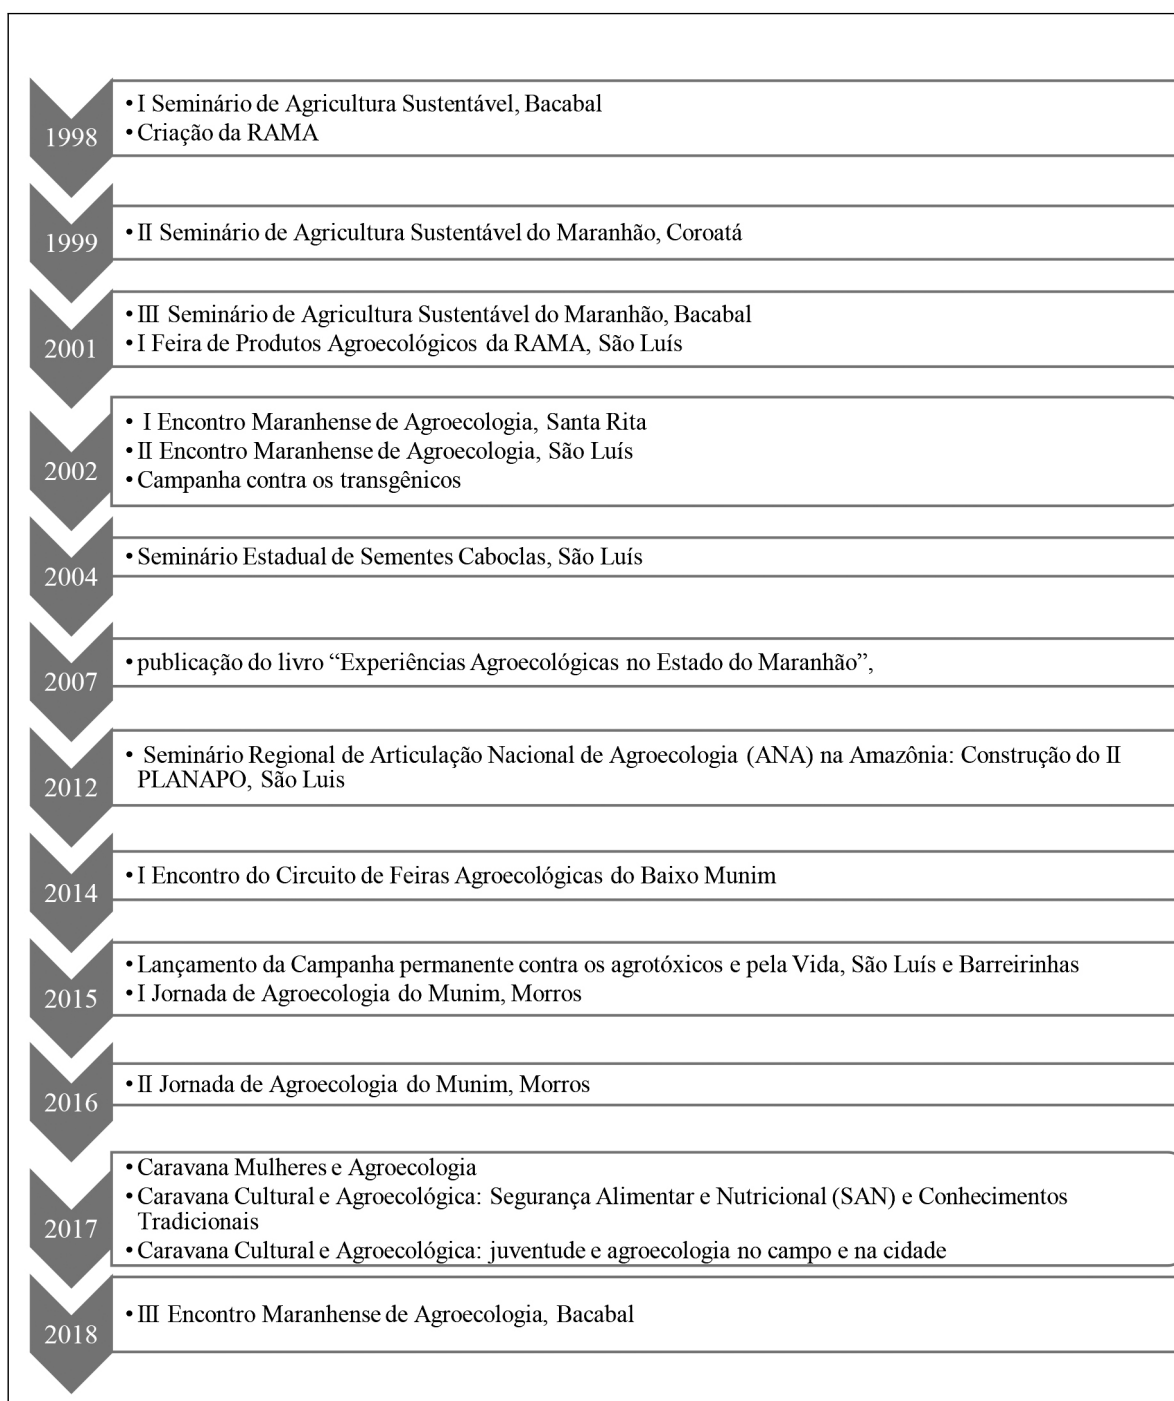 1998
• I Seminário de Agricultura Sustentável, Bacabal
• Criação da RAMA
1999
• II Seminário de Agricultura Sustentável do Maranhão, Coroatá
2001
• III Seminário de Agricultura Sustentável do Maranhão, Bacabal
• I Feira de Produtos Agroecológicos da RAMA, São Luís
2002
• I Encontro Maranhense de Agroecologia, Santa Rita
• II Encontro Maranhense de Agroecologia, São Luís
• Campanha contra os transgênicos
2004
• Seminário Estadual de Sementes Caboclas, São Luís
2007
• publicação do livro “Experiências Agroecológicas no Estado do Maranhão”,
2012
• Seminário Regional de Articulação Nacional de Agroecologia (ANA) na Amazônia: Construção do II
PLANAPO, São Luis
2014
• I Encontro do Circuito de Feiras Agroecológicas do Baixo Munim
2015
• Lançamento da Campanha permanente contra os agrotóxicos e pela Vida, São Luís e Barreirinhas
• I Jornada de Agroecologia do Munim, Morros
2016
• II Jornada de Agroecologia do Munim, Morros
2017
• Caravana Mulheres e Agroecologia
• Caravana Cultural e Agroecológica: Segurança Alimentar e Nutricional (SAN) e Conhecimentos
Tradicionais
• Caravana Cultural e Agroecológica: juventude e agroecologia no campo e na cidade
2018
• III Encontro Maranhense de Agroecologia, Bacabal